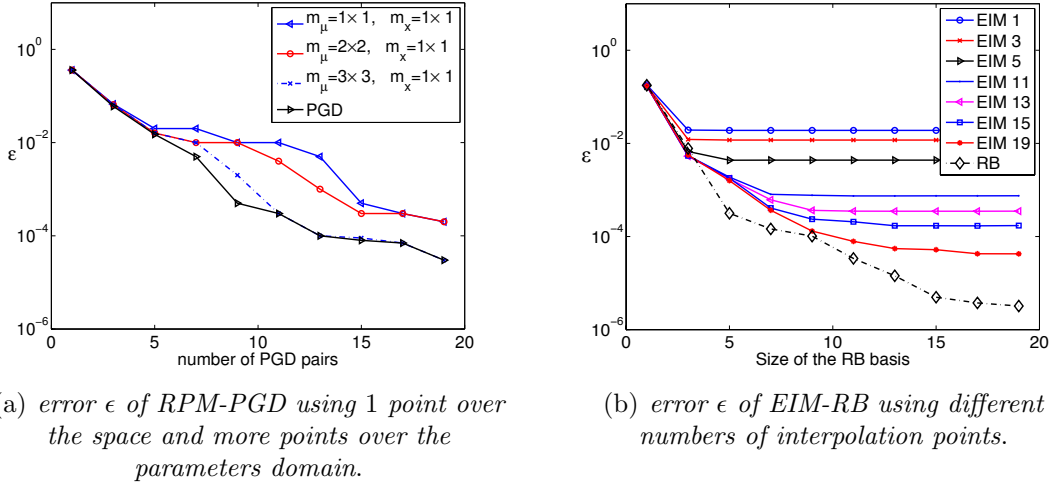 10^0
10^-2
10^-4
10^-6
ε
0 5 10 15 20
number of PGD pairs
m_μ=1×1, m_x=1×1
m_μ=2×2, m_x=1×1
m_μ=3×3, m_x=1×1
PGD
10^0
10^-2
10^-4
10^-6
ε
0 5 10 15 20
Size of the RB basis
EIM 1
EIM 3
EIM 5
EIM 11
EIM 13
EIM 15
EIM 19
RB
a) error ϵ of RPM-PGD using 1 point over
the space and more points over the
parameters domain.
(b) error ϵ of EIM-RB using different
numbers of interpolation points.